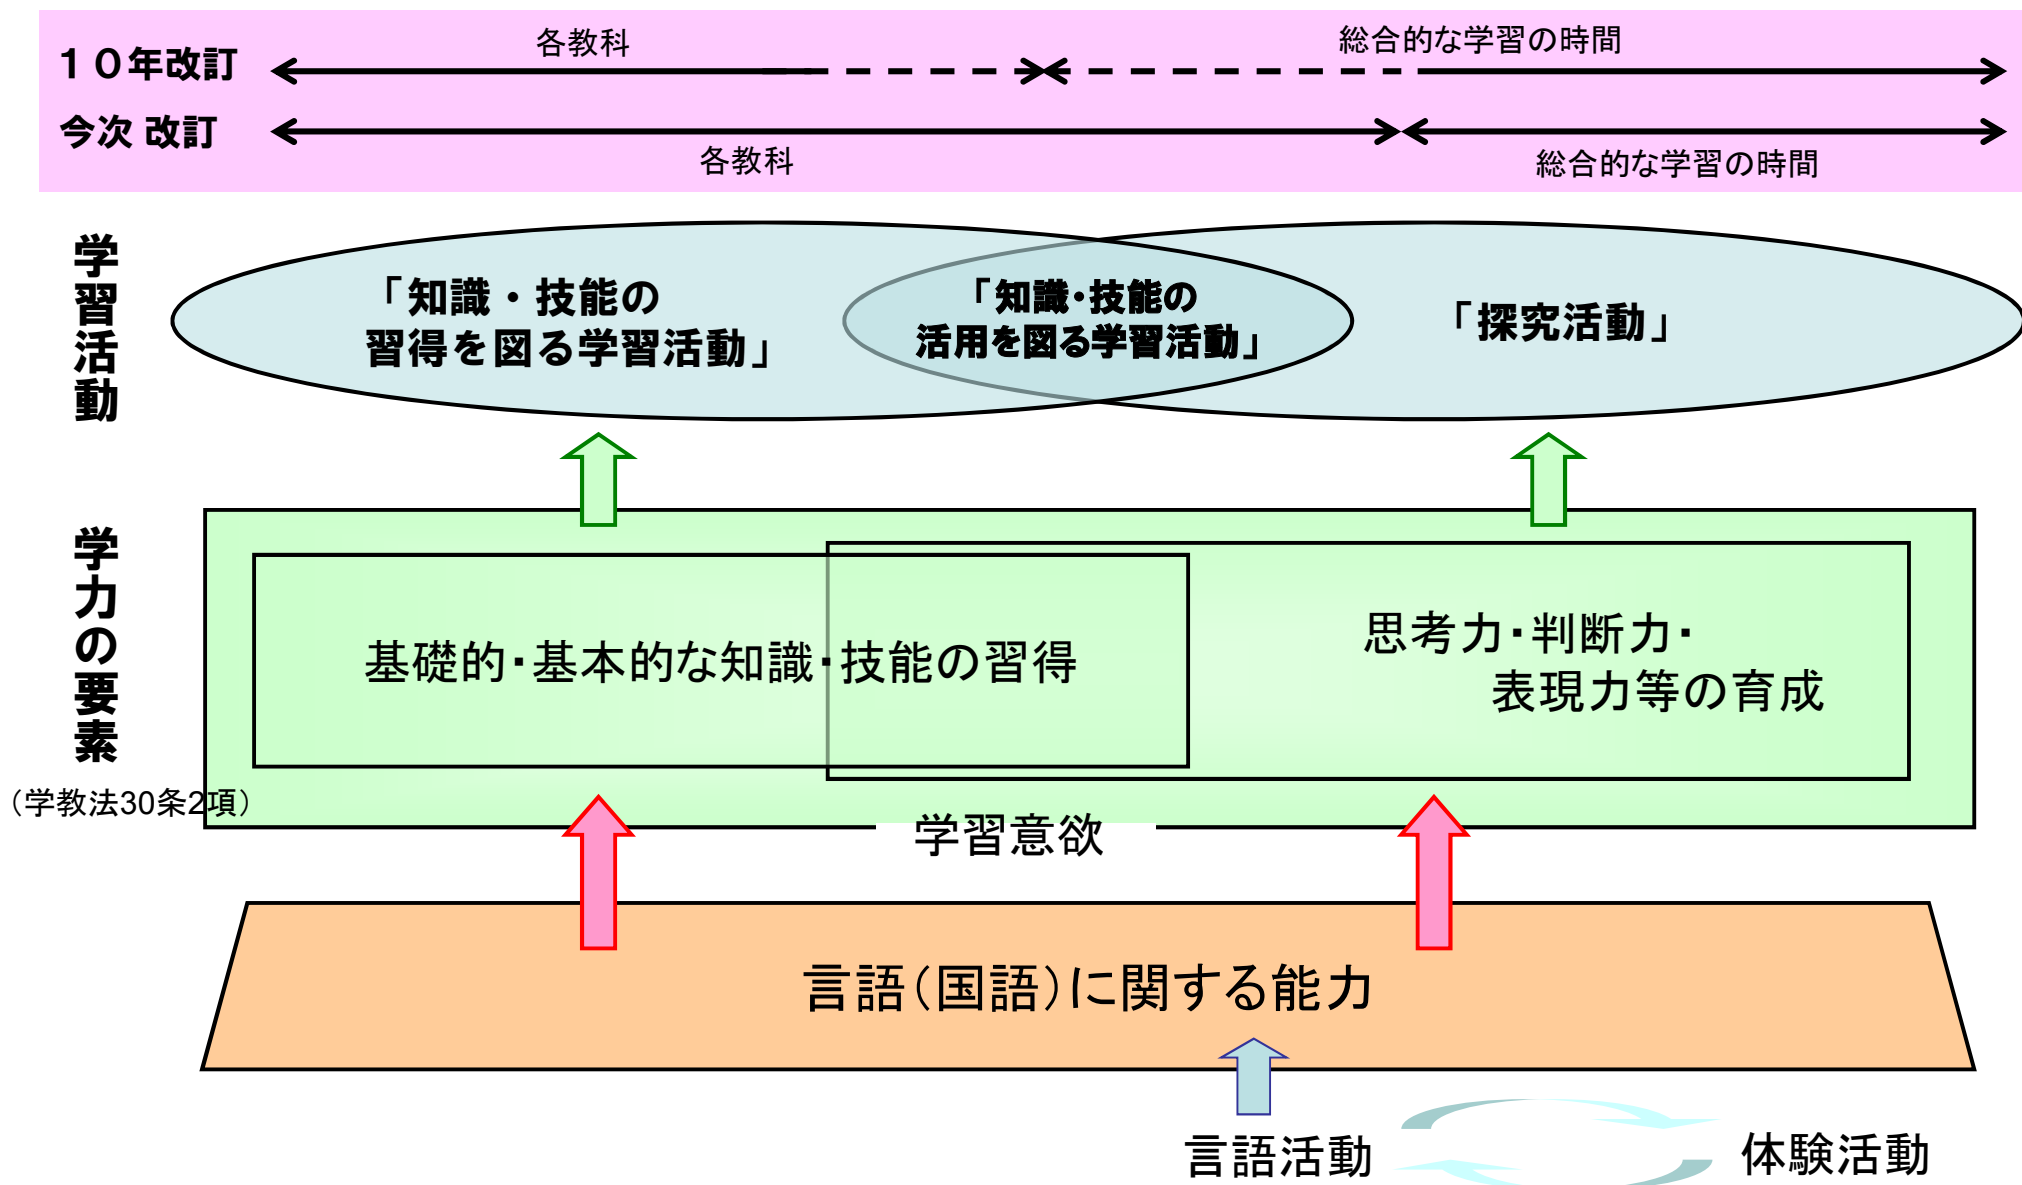 各教科
総合的な学習の時間
１０年改訂
今次 改訂
各教科
総合的な学習の時間
学習活動
「知識・技能の
習得を図る学習活動」
「知識・技能の
活用を図る学習活動」
「探究活動」
学力の要素
（学教法30条2項）
基礎的・基本的な知識・技能の習得
思考力・判断力・
表現力等の育成
学習意欲
言語（国語）に関する能力
言語活動
体験活動